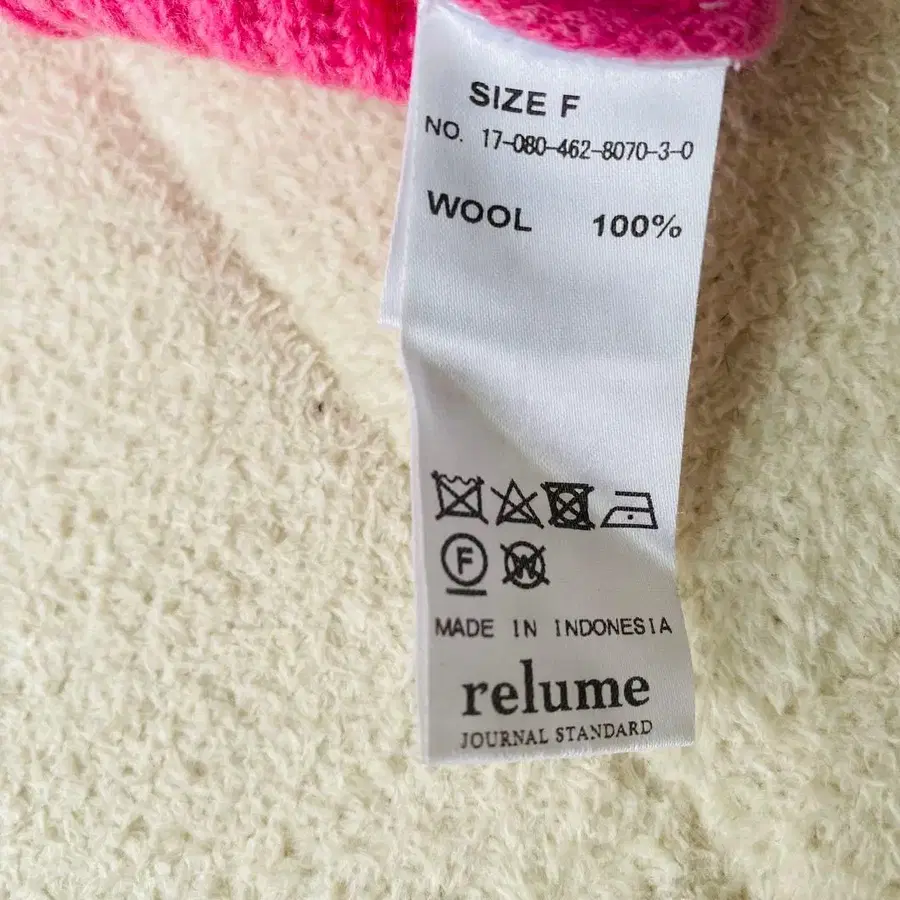 SIZE F
NO. 17-080-462-8070-3-0
WOOL 100%
F W
MADE IN INDONESIA
relume
JOURNAL STANDARD